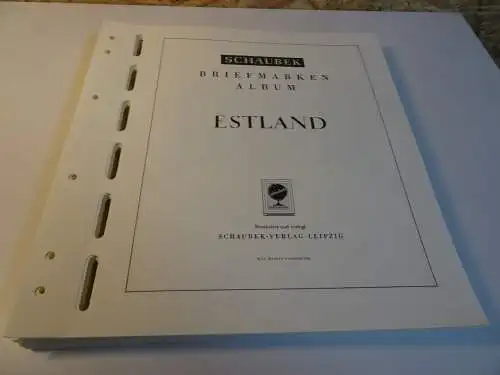 SCHAUBEK
BRIEFMARKEN
ALBUM
ESTLAND
Bearbeitet und verlegt
SCHAUBEK-VERLAG LEIPZIG